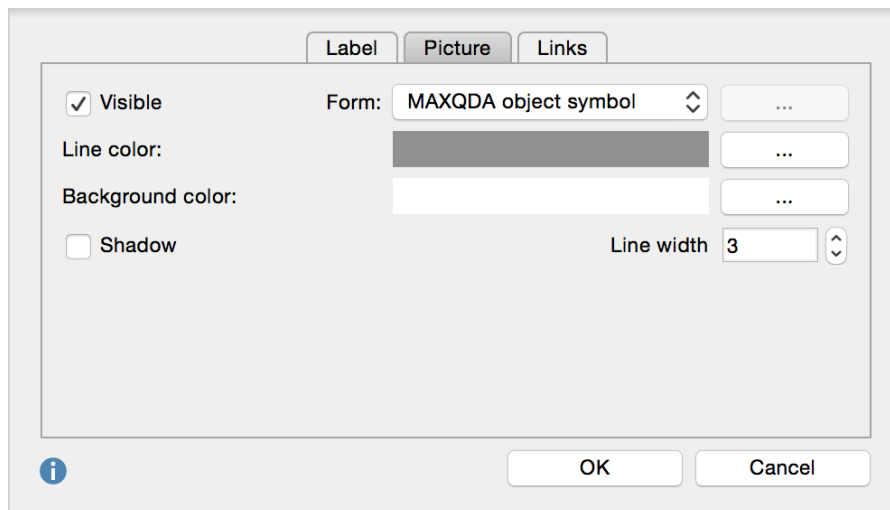 Label Picture Links
Visible Form: MAXQDA object symbol ...
Line color: ...
Background color: ...
Shadow Line width 3
i OK Cancel